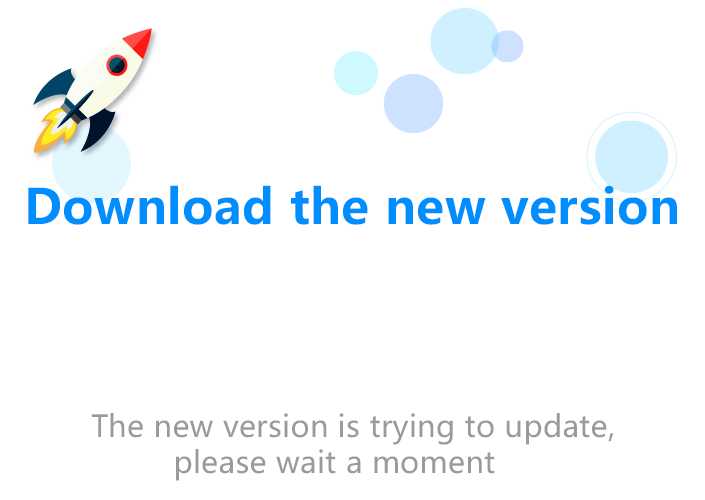 Download the new version
The new version is trying to update,
please wait a moment